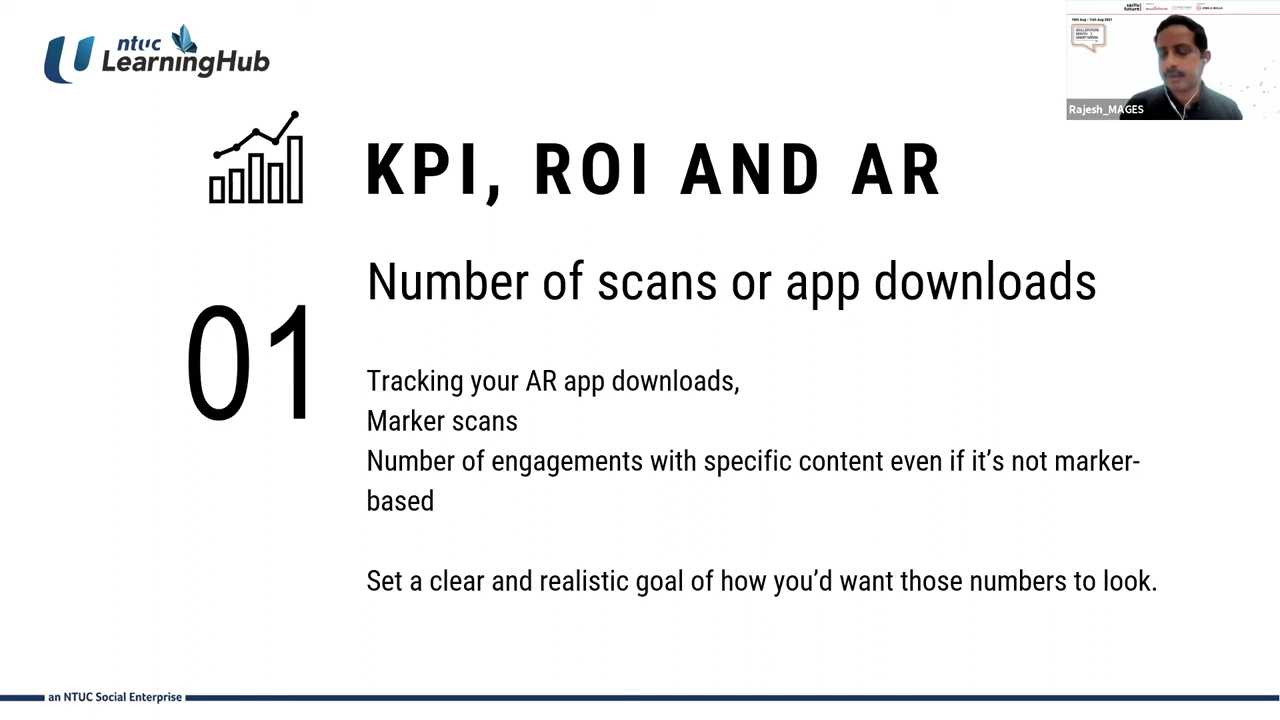 ntuc
LearningHub
Rajesh_MAGES
KPI, ROI AND AR
Number of scans or app downloads
01
Tracking your AR app downloads,
Marker scans
Number of engagements with specific content even if it’s not marker-
based
Set a clear and realistic goal of how you’d want those numbers to look.
an NTUC Social Enterprise